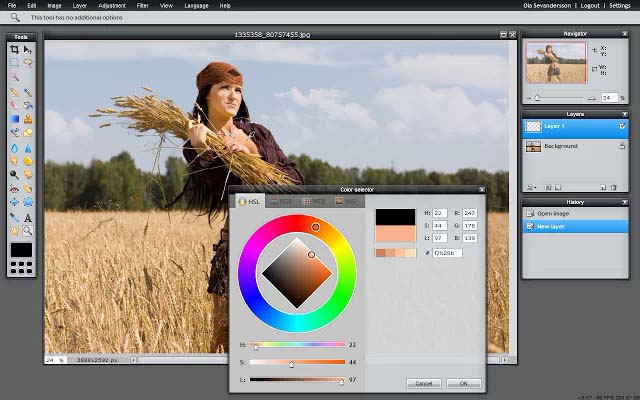 File Edit Image Layer Adjustment Filter View Language Help
Ola Sevandersson | Logout | Settings
This tool has no additional options
Tools
1335358_80757455.jpg
Navigator
X:
Y:
W:
H:
24 %
Layers
Layer 1
Background
History
Open image
New layer
Color selector
HSL RGB WEB IMG
H: 22 R: 247
S: 44 G: 178
L: 97 B: 139
# f7b28b
H: 22
S: 44
L: 97
Cancel OK
24 % 3888x2592 px